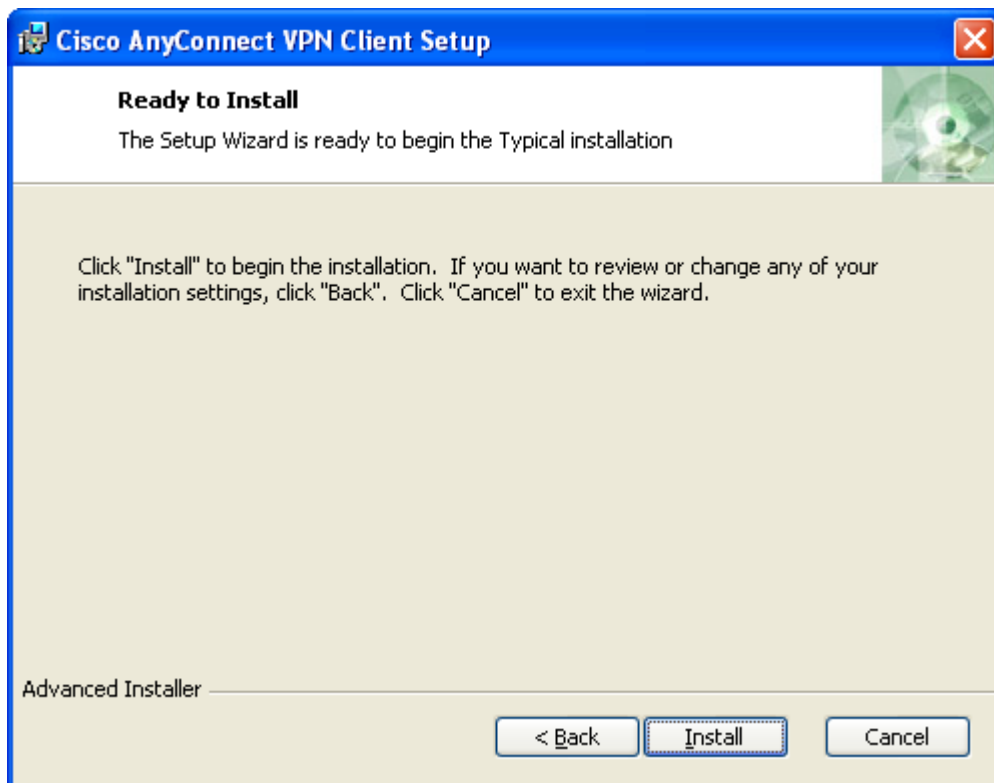 Cisco AnyConnect VPN Client Setup
Ready to Install
The Setup Wizard is ready to begin the Typical installation
Click "Install" to begin the installation.  If you want to review or change any of your
installation settings, click "Back".  Click "Cancel" to exit the wizard.
Advanced Installer
< Back
Install
Cancel